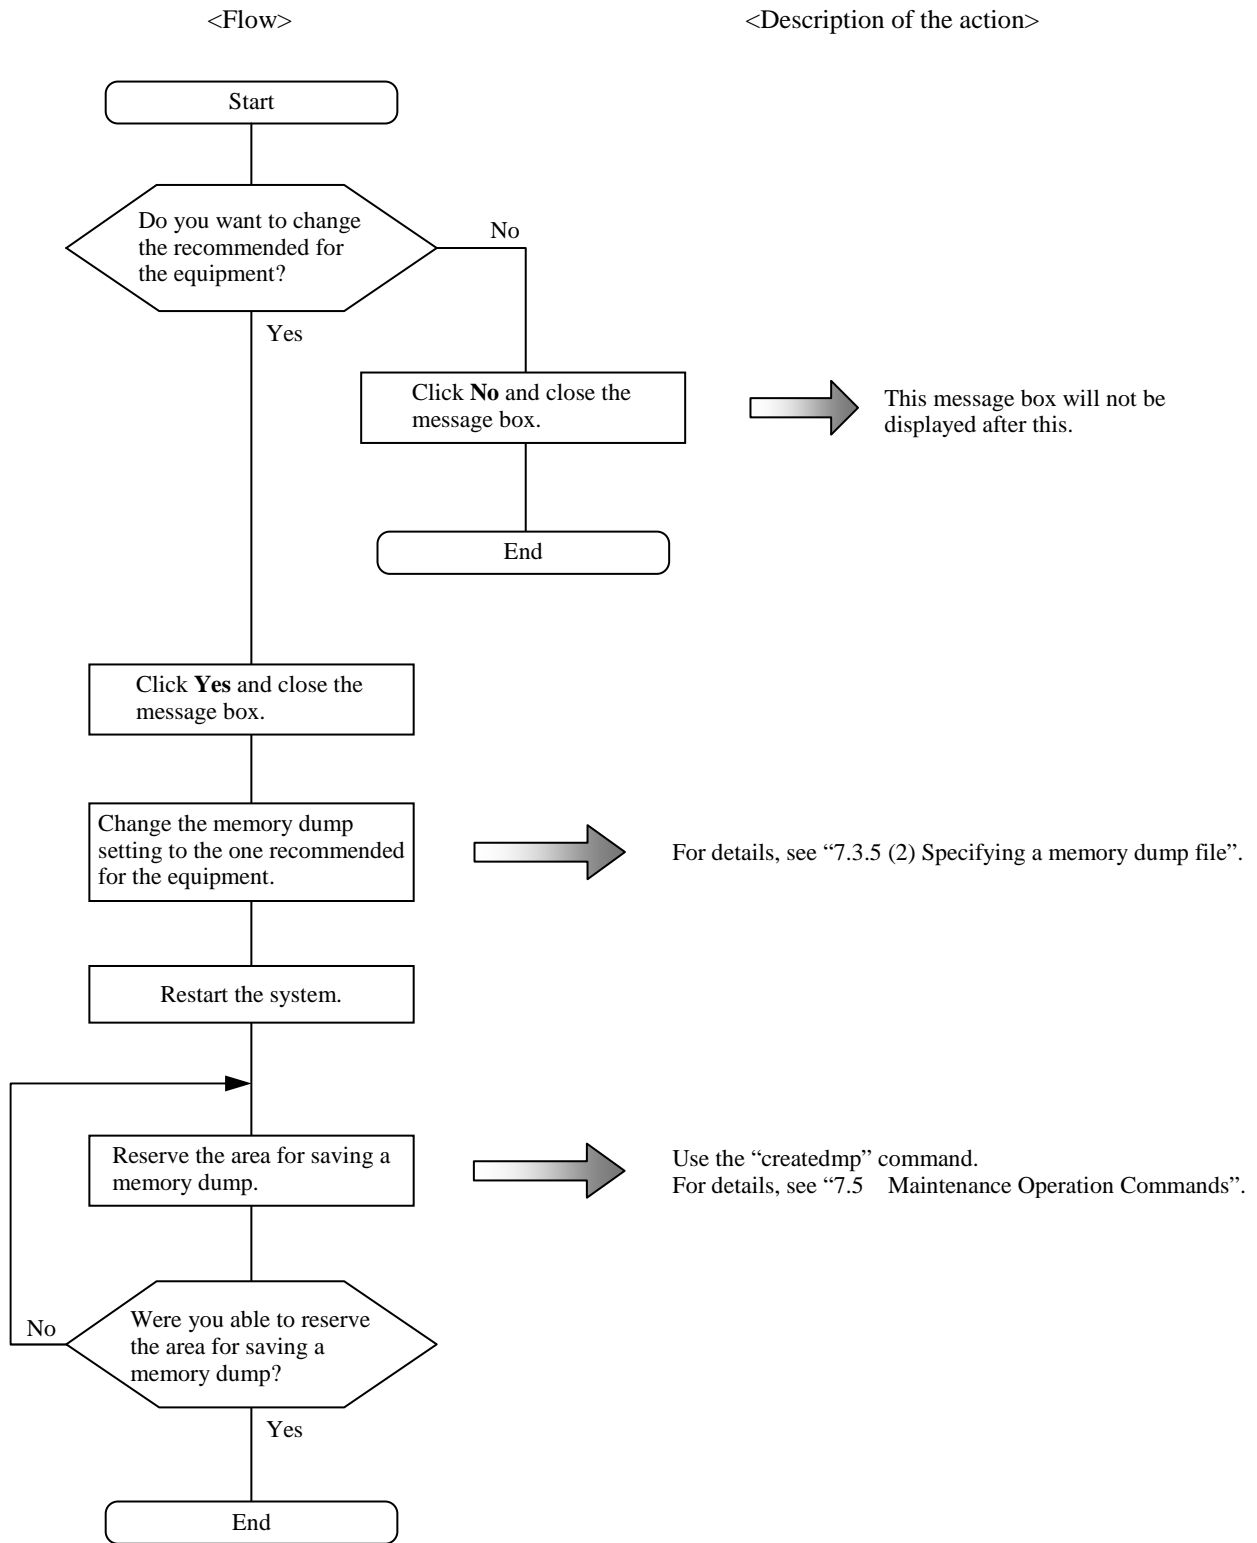 <Flow>
<Description of the action>
Start
Do you want to change
the recommended for
the equipment?
No
Yes
Click No and close the
message box.
This message box will not be
displayed after this.
End
Click Yes and close the
message box.
Change the memory dump
setting to the one recommended
for the equipment.
For details, see “7.3.5 (2) Specifying a memory dump file”.
Restart the system.
Reserve the area for saving a
memory dump.
Use the “createdmp” command.
For details, see “7.5    Maintenance Operation Commands”.
Were you able to reserve
the area for saving a
memory dump?
No
Yes
End